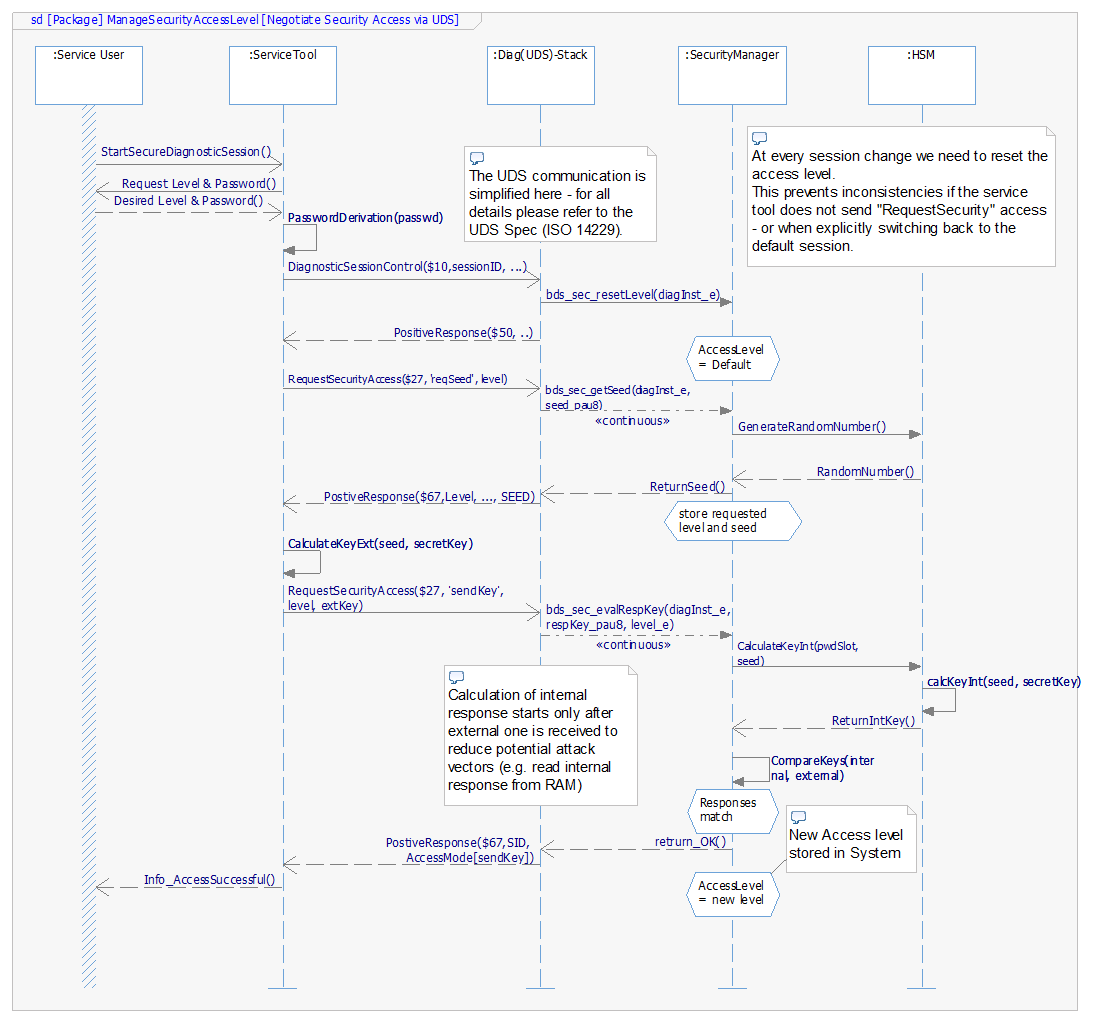 sd [Package] ManageSecurityAccessLevel [Negotiate Security Access via UDS]
:Service User
:ServiceTool
:Diag(UDS)-Stack
:SecurityManager
:HSM
At every session change we need to reset the
access level.
This prevents inconsistencies if the service
tool does not send "RequestSecurity" access
- or when explicitly switching back to the
default session.
StartSecureDiagnosticSession()
The UDS communication is
simplified here - for all
details please refer to the
UDS Spec (ISO 14229).
Request Level & Password()
Desired Level & Password()
PasswordDerivation(passwd)
DiagnosticSessionControl($10,sessionID, ...)
bds_sec_resetLevel(diagInst_e)
PositiveResponse($50, ..)
AccessLevel
= Default
RequestSecurityAccess($27, 'reqSeed', level)
bds_sec_getSeed(diagInst_e,
seed_pau8)
«continuous»
GenerateRandomNumber()
RandomNumber()
ReturnSeed()
PostiveResponse($67,Level, ..., SEED)
store requested
level and seed
CalculateKeyExt(seed, secretKey)
RequestSecurityAccess($27, 'sendKey',
level, extKey)
bds_sec_evalRespKey(diagInst_e,
respKey_pau8, level_e)
«continuous»
CalculateKeyInt(pwdSlot,
seed)
calcKeyInt(seed, secretKey)
Calculation of internal
response starts only after
external one is received to
reduce potential attack
vectors (e.g. read internal
response from RAM)
ReturnIntKey()
CompareKeys(inter
nal, external)
Responses
match
New Access level
stored in System
retrurn_OK()
PostiveResponse($67,SID,
AccessMode[sendKey])
Info_AccessSuccessful()
AccessLevel
= new level